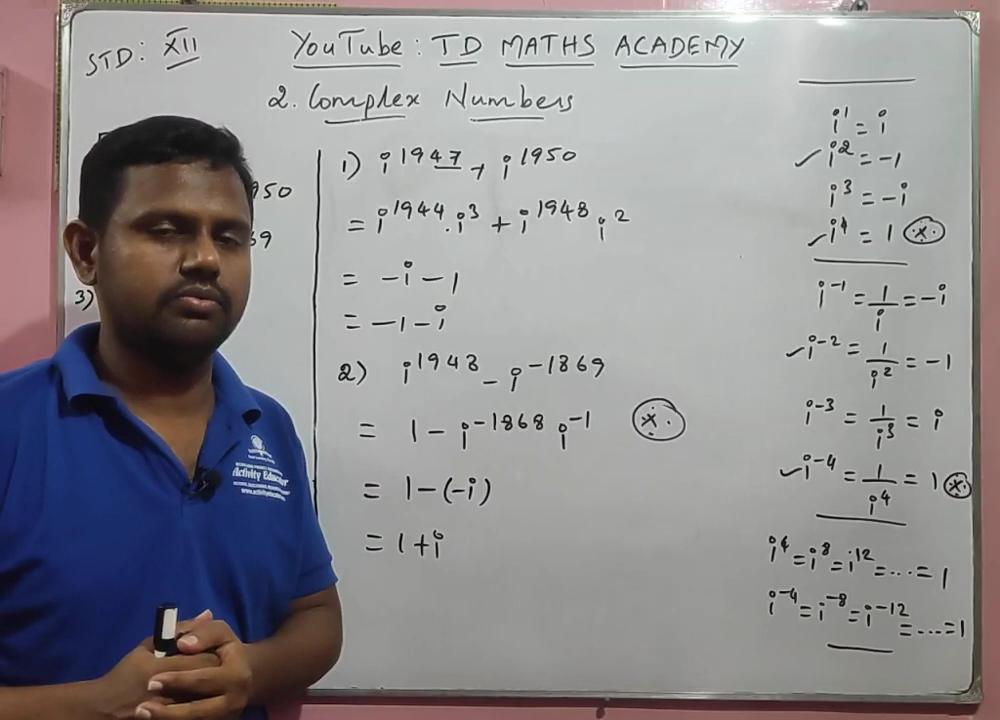 STD: XII
YouTube: TD MATHS ACADEMY
2. Complex Numbers
950
69
3)
1) i^1947 + i^1950
= i^1944 . i^3 + i^1948 i^2
= -i - 1
= -1 - i
2) i^1948 - i^-1869
= 1 - i^-1868 i^-1
= 1 - (-i)
= 1 + i
i^1 = i
✓ i^2 = -1
i^3 = -i
✓ i^4 = 1
i^-1 = 1/i = -i
✓ i^-2 = 1/i^2 = -1
i^-3 = 1/i^3 = i
✓ i^-4 = 1/i^4 = 1
i^4 = i^8 = i^12 = .... = 1
i^-4 = i^-8 = i^-12 = .... = 1
Activity Educator